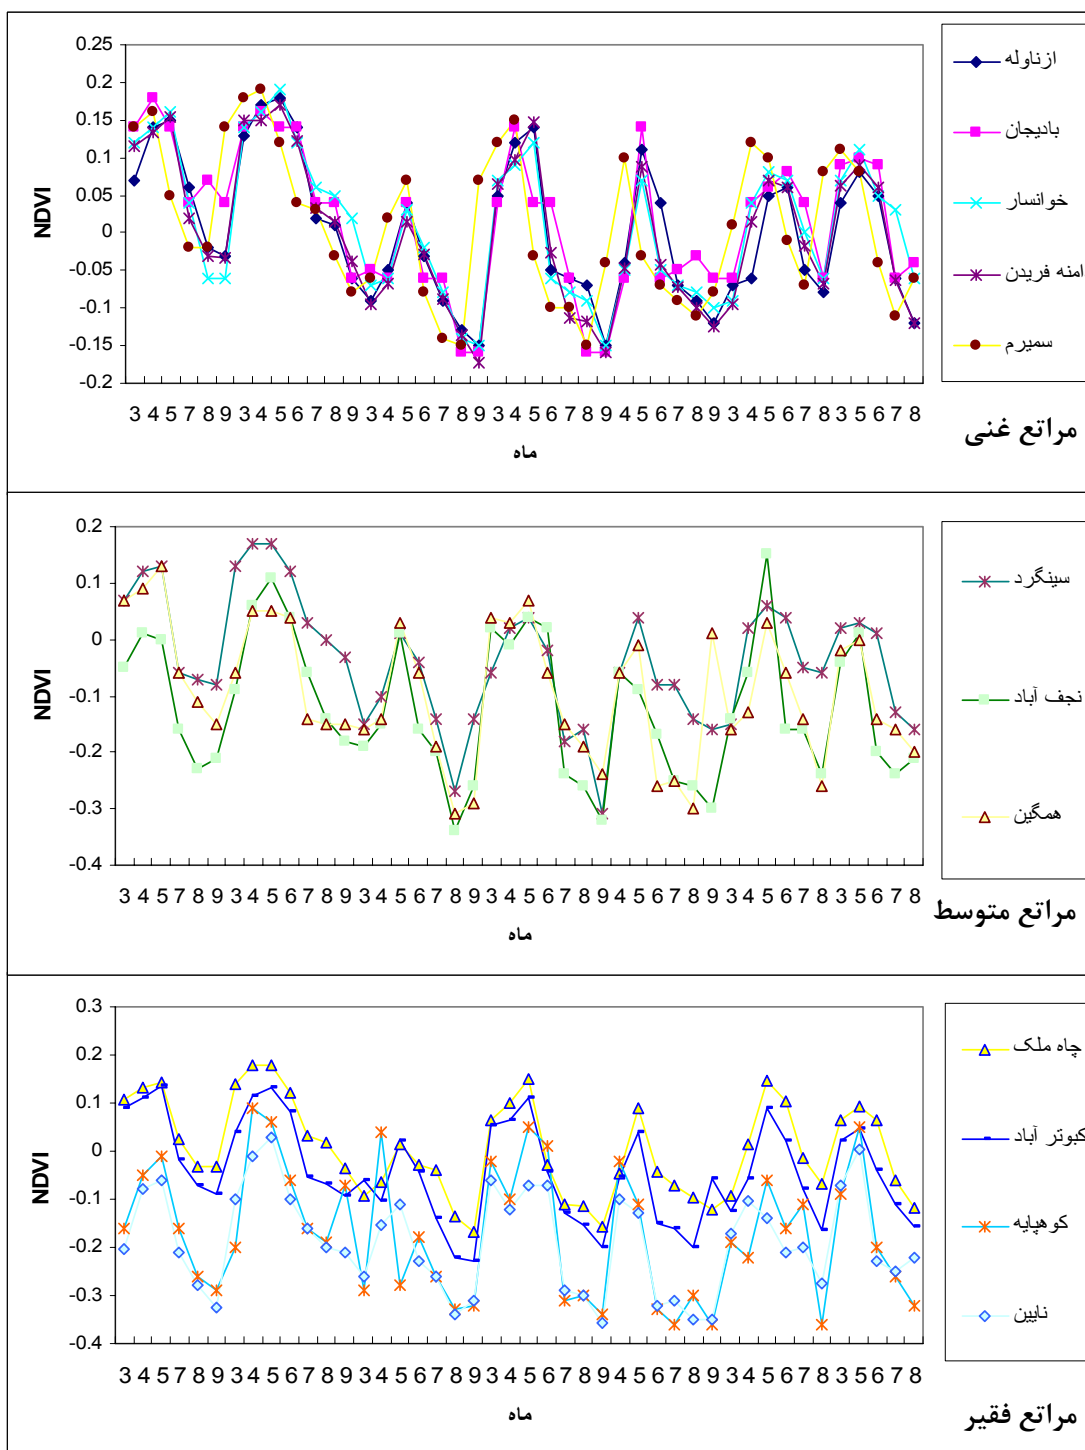 0.25
0.2
0.15
0.1
0.05
0
-0.05
-0.1
-0.15
-0.2
NDVI
3 4 5 7 8 9 3 4 5 6 7 8 9 3 4 5 6 7 8 9 3 4 5 6 7 8 9 4 5 6 7 8 9 3 4 5 6 7 8 3 5 6 7 8
ماه
ازناوله
بادیجان
خوانسار
امنه فریدن
سمیرم
مراتع غنی
0.2
0.1
0
-0.1
-0.2
-0.3
-0.4
NDVI
3 4 5 7 8 9 3 4 5 6 7 8 9 3 4 5 6 7 8 9 3 4 5 6 7 8 9 4 5 6 7 8 9 3 4 5 6 7 8 3 5 6 7 8
ماه
سینگرد
نجف آباد
همگین
مراتع متوسط
0.3
0.2
0.1
0
-0.1
-0.2
-0.3
-0.4
NDVI
3 4 5 7 8 9 3 4 5 6 7 8 9 3 4 5 6 7 8 9 3 4 5 6 7 8 9 4 5 6 7 8 9 3 4 5 6 7 8 3 5 6 7 8
ماه
چاه ملک
کبوتر آباد
کوهپایه
نایین
مراتع فقیر